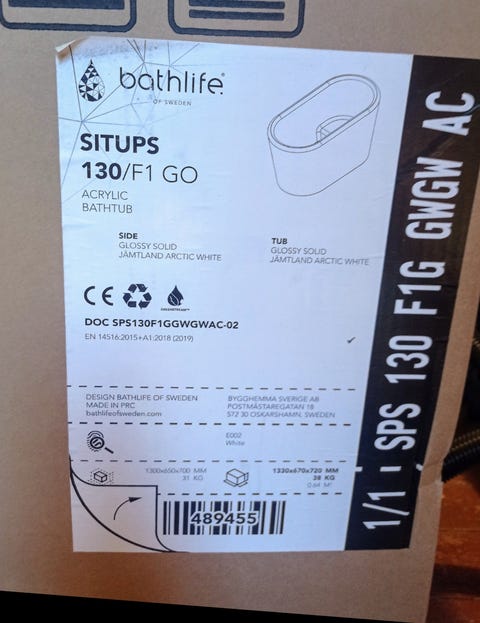 bathlife
OF SWEDEN
SITUPS
130/F1 GO
ACRYLIC
BATHTUB
SIDE
GLOSSY SOLID
JÄMTLAND ARCTIC WHITE
TUB
GLOSSY SOLID
JÄMTLAND ARCTIC WHITE
CE
DOC SPS130F1GGWGWAC-02
EN 14516:2015+A1:2018 (2019)
DESIGN BATHLIFE OF SWEDEN
MADE IN PRC
bathlifeofsweden.com
BYGGHEMMA SVERIGE AB
POSTMÄSTAREGATAN 18
572 30 OSKARSHAMN, SWEDEN
E002
White
1300x650x700 MM
31 KG
1330x670x720 MM
38 KG
0.64 M³
489455
1/1 | SPS 130 F1G GWGW AC